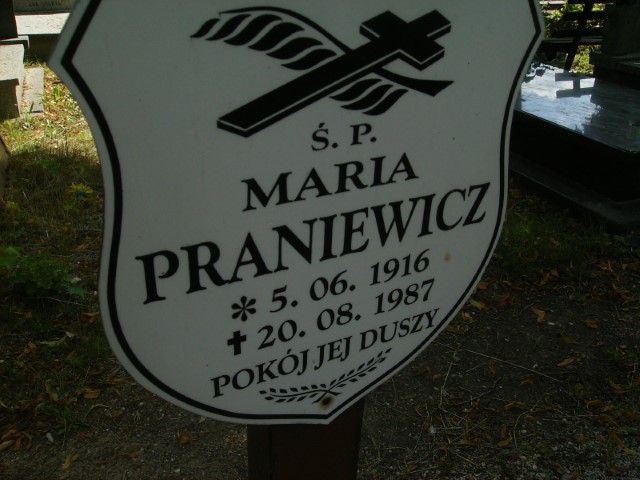 Ś. P.
MARIA
PRANIEWICZ
* 5. 06. 1916
✝ 20. 08. 1987
POKÓJ JEJ DUSZY